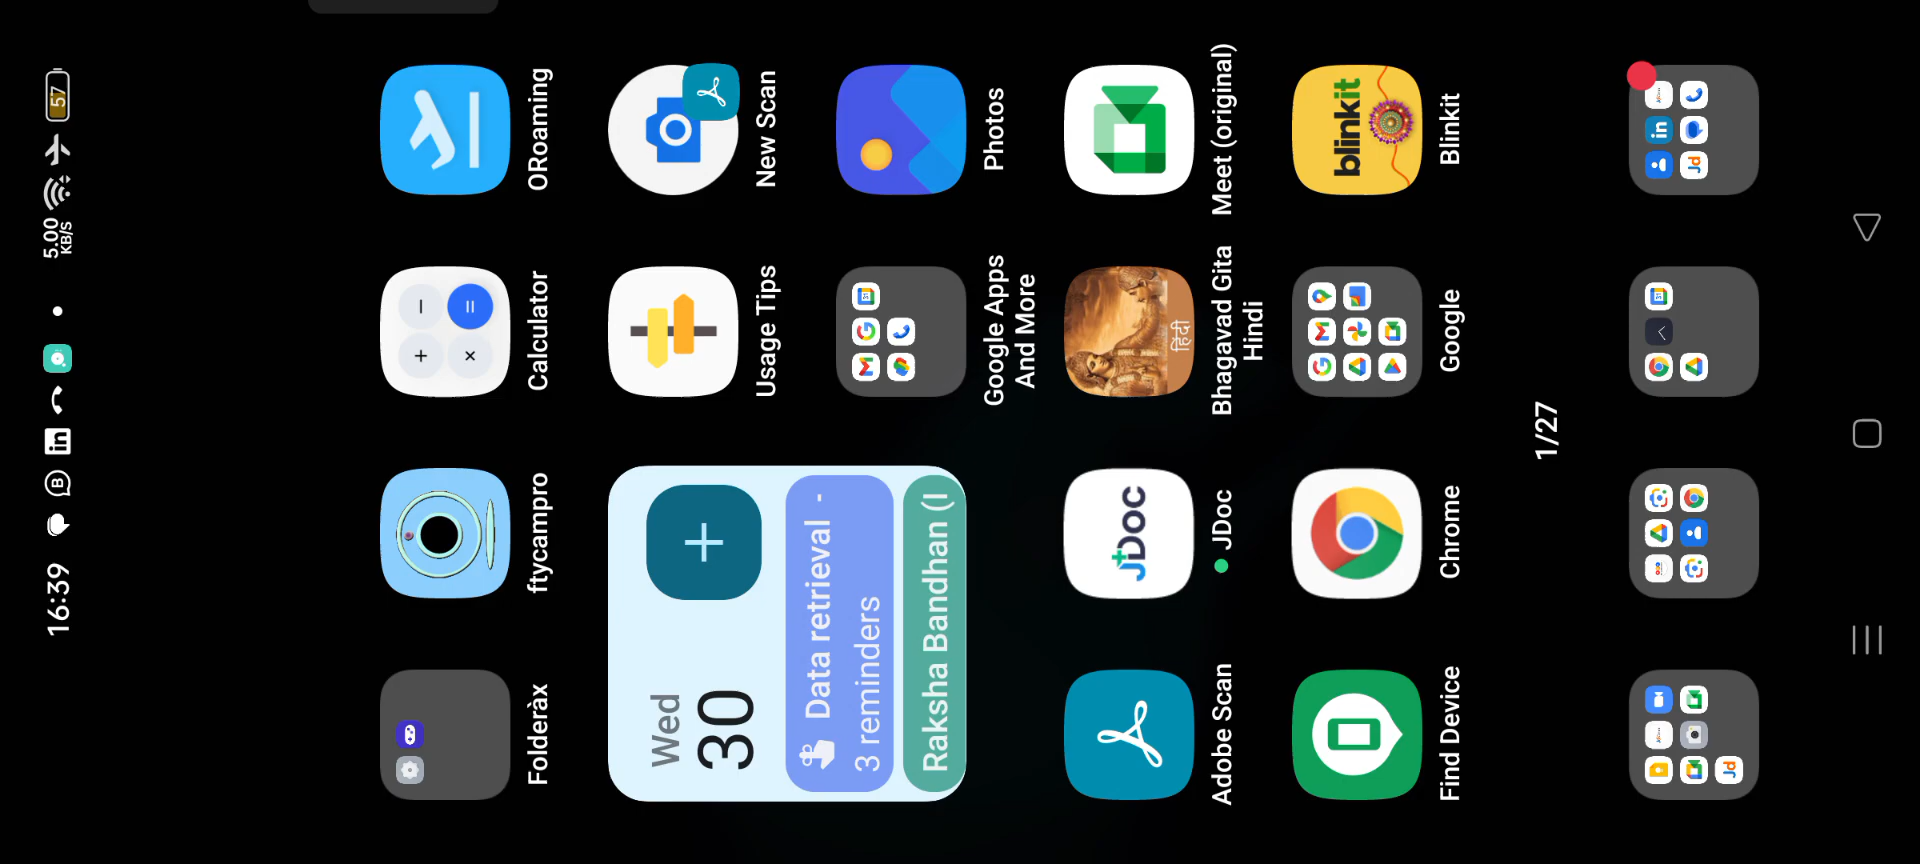 16:39
5.00
KB/S
57
Folderàx
ftycampro
Calculator
ORoaming
Wed
30
Data retrieval -
3 reminders
Raksha Bandhan (I
Usage Tips
New Scan
Google Apps
And More
Photos
Adobe Scan
JDoc
JDoc
हिंदी
Bhagavad Gita
Hindi
Meet (original)
Find Device
Chrome
Google
blinkit
Blinkit
1/27